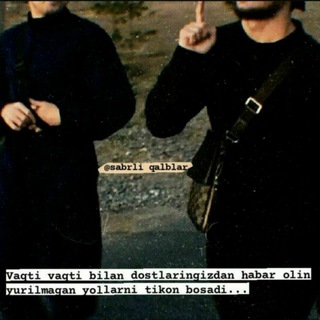 @sabrli qalblar
Vaqti vaqti bilan dostlaringizdan habar olin
yurilmagan yollarni tikon bosadi...